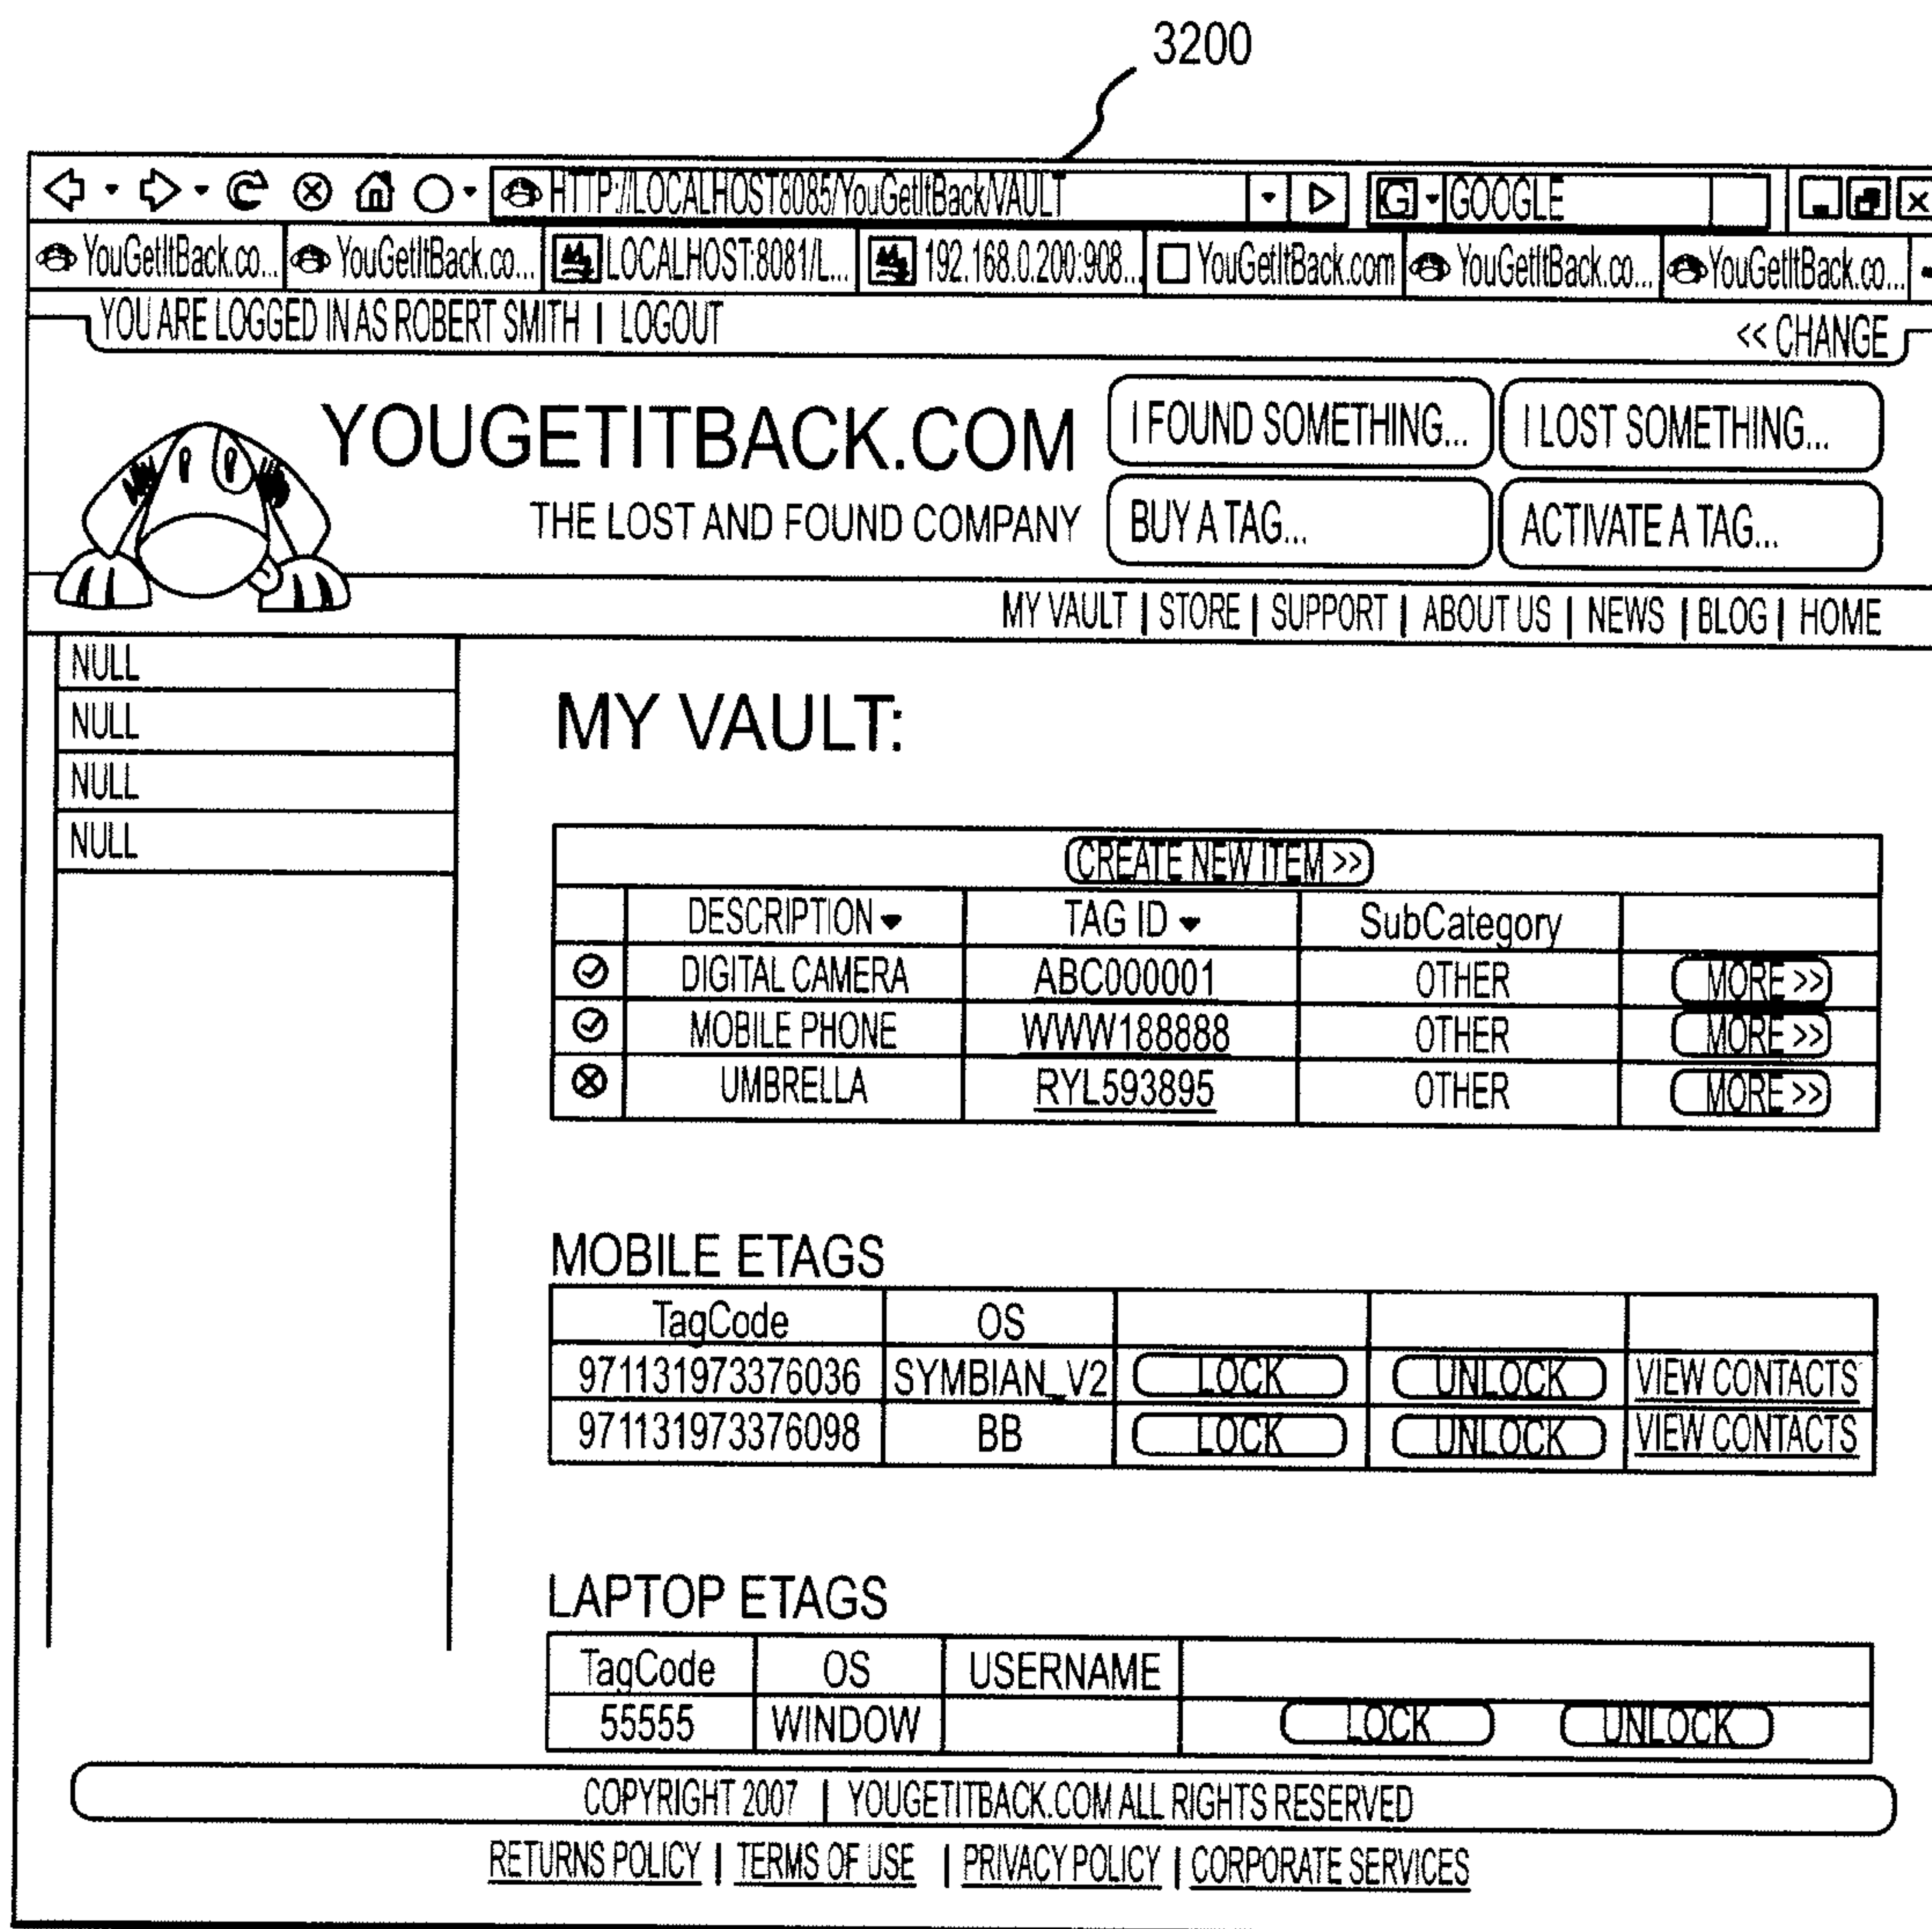 3200
HTTP://LOCALHOST8085/YouGetItBack/VAULT G GOOGLE
YouGetItBack.co... YouGetItBack.co... LOCALHOST:8081/L... 192.168.0.200:908... YouGetItBack.com YouGetItBack.co... YouGetItBack.co...
YOU ARE LOGGED IN AS ROBERT SMITH | LOGOUT << CHANGE
YOUGETITBACK.COM I FOUND SOMETHING... I LOST SOMETHING...
THE LOST AND FOUND COMPANY BUY A TAG... ACTIVATE A TAG...
MY VAULT | STORE | SUPPORT | ABOUT US | NEWS | BLOG | HOME
NULL
NULL
NULL
NULL
MY VAULT:
CREATE NEW ITEM >>
DESCRIPTION TAG ID SubCategory
DIGITAL CAMERA ABC000001 OTHER MORE >>
MOBILE PHONE WWW188888 OTHER MORE >>
UMBRELLA RYL593895 OTHER MORE >>
MOBILE ETAGS
TagCode OS
971131973376036 SYMBIAN_V2 LOCK UNLOCK VIEW CONTACTS
971131973376098 BB LOCK UNLOCK VIEW CONTACTS
LAPTOP ETAGS
TagCode OS USERNAME
55555 WINDOW LOCK UNLOCK
COPYRIGHT 2007 | YOUGETITBACK.COM ALL RIGHTS RESERVED
RETURNS POLICY | TERMS OF USE | PRIVACY POLICY | CORPORATE SERVICES